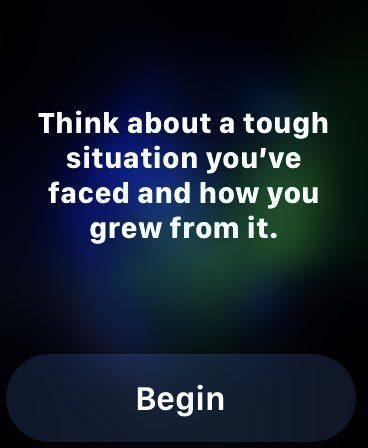 Think about a tough
situation you’ve
faced and how you
grew from it.
Begin